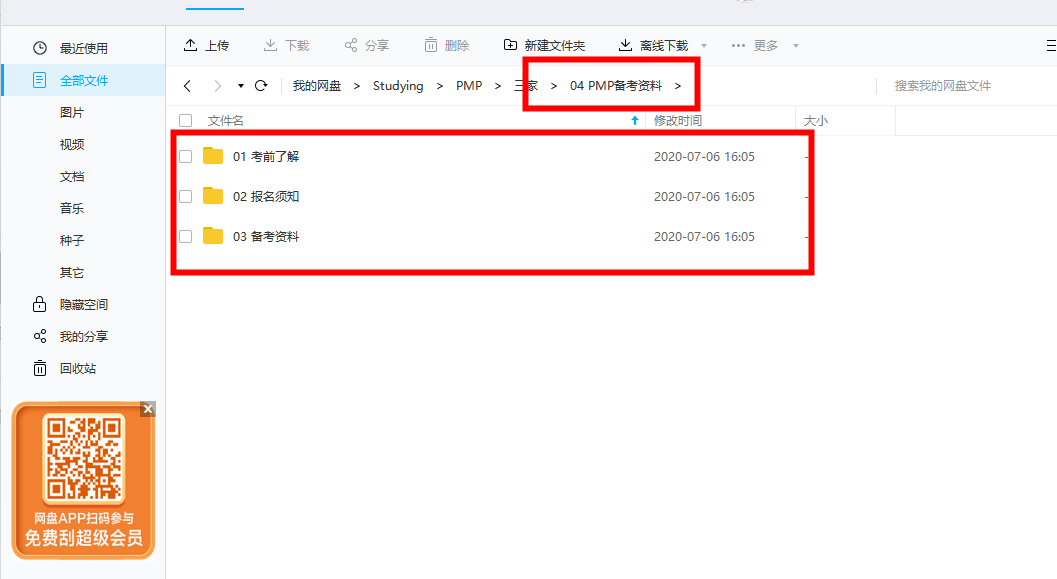 最近使用
全部文件
图片
视频
文档
音乐
种子
其它
隐藏空间
我的分享
回收站
网盘APP扫码参与
免费刮超级会员
上传 下载 分享 删除 新建文件夹 离线下载 ··· 更多
我的网盘 > Studying > PMP > 三家 > 04 PMP备考资料 > 搜索我的网盘文件
文件名 修改时间 大小
01 考前了解 2020-07-06 16:05 -
02 报名须知 2020-07-06 16:05 -
03 备考资料 2020-07-06 16:05 -